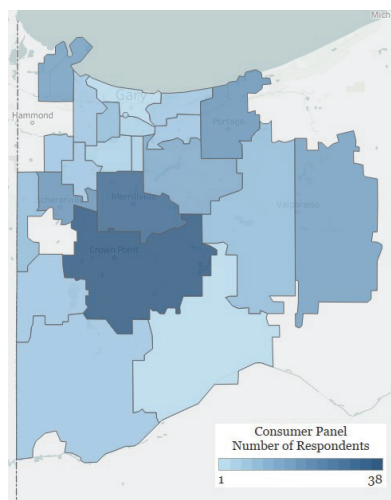 Mich
Gary
Hammond
Portage
Schererville
Merrillville
Valparaiso
Crown Point
Consumer Panel
Number of Respondents
1 38